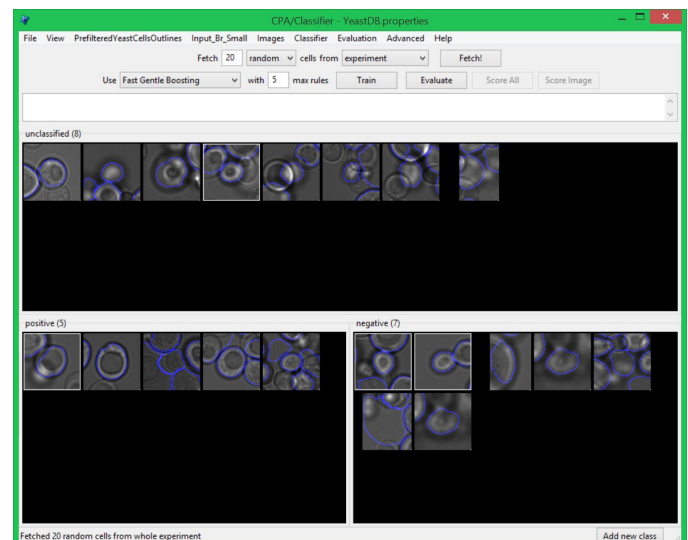 CPA/Classifier - YeastDB.properties
File View PrefilteredYeastCellsOutlines Input_Br_Small Images Classifier Evaluation Advanced Help
Fetch 20 random cells from experiment Fetch!
Use Fast Gentle Boosting with 5 max rules Train Evaluate Score All Score Image
unclassified (8)
positive (5) negative (7)
Fetched 20 random cells from whole experiment Add new class